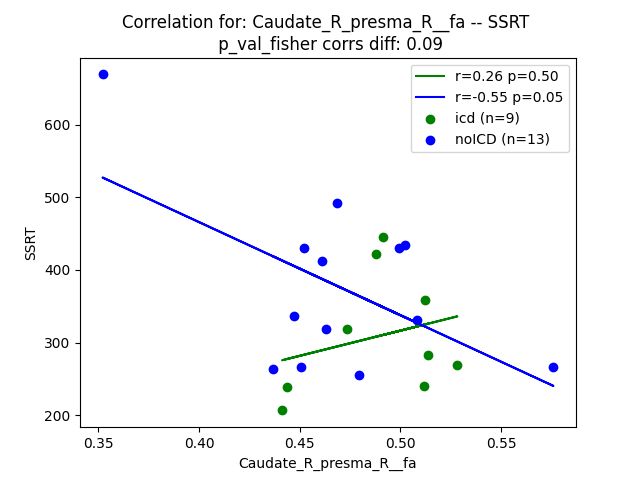 Correlation for: Caudate_R_presma_R__fa -- SSRT
p_val_fisher corrs diff: 0.09
r=0.26 p=0.50
r=-0.55 p=0.05
icd (n=9)
noICD (n=13)
600
500
400
300
200
SSRT
0.35 0.40 0.45 0.50 0.55
Caudate_R_presma_R__fa